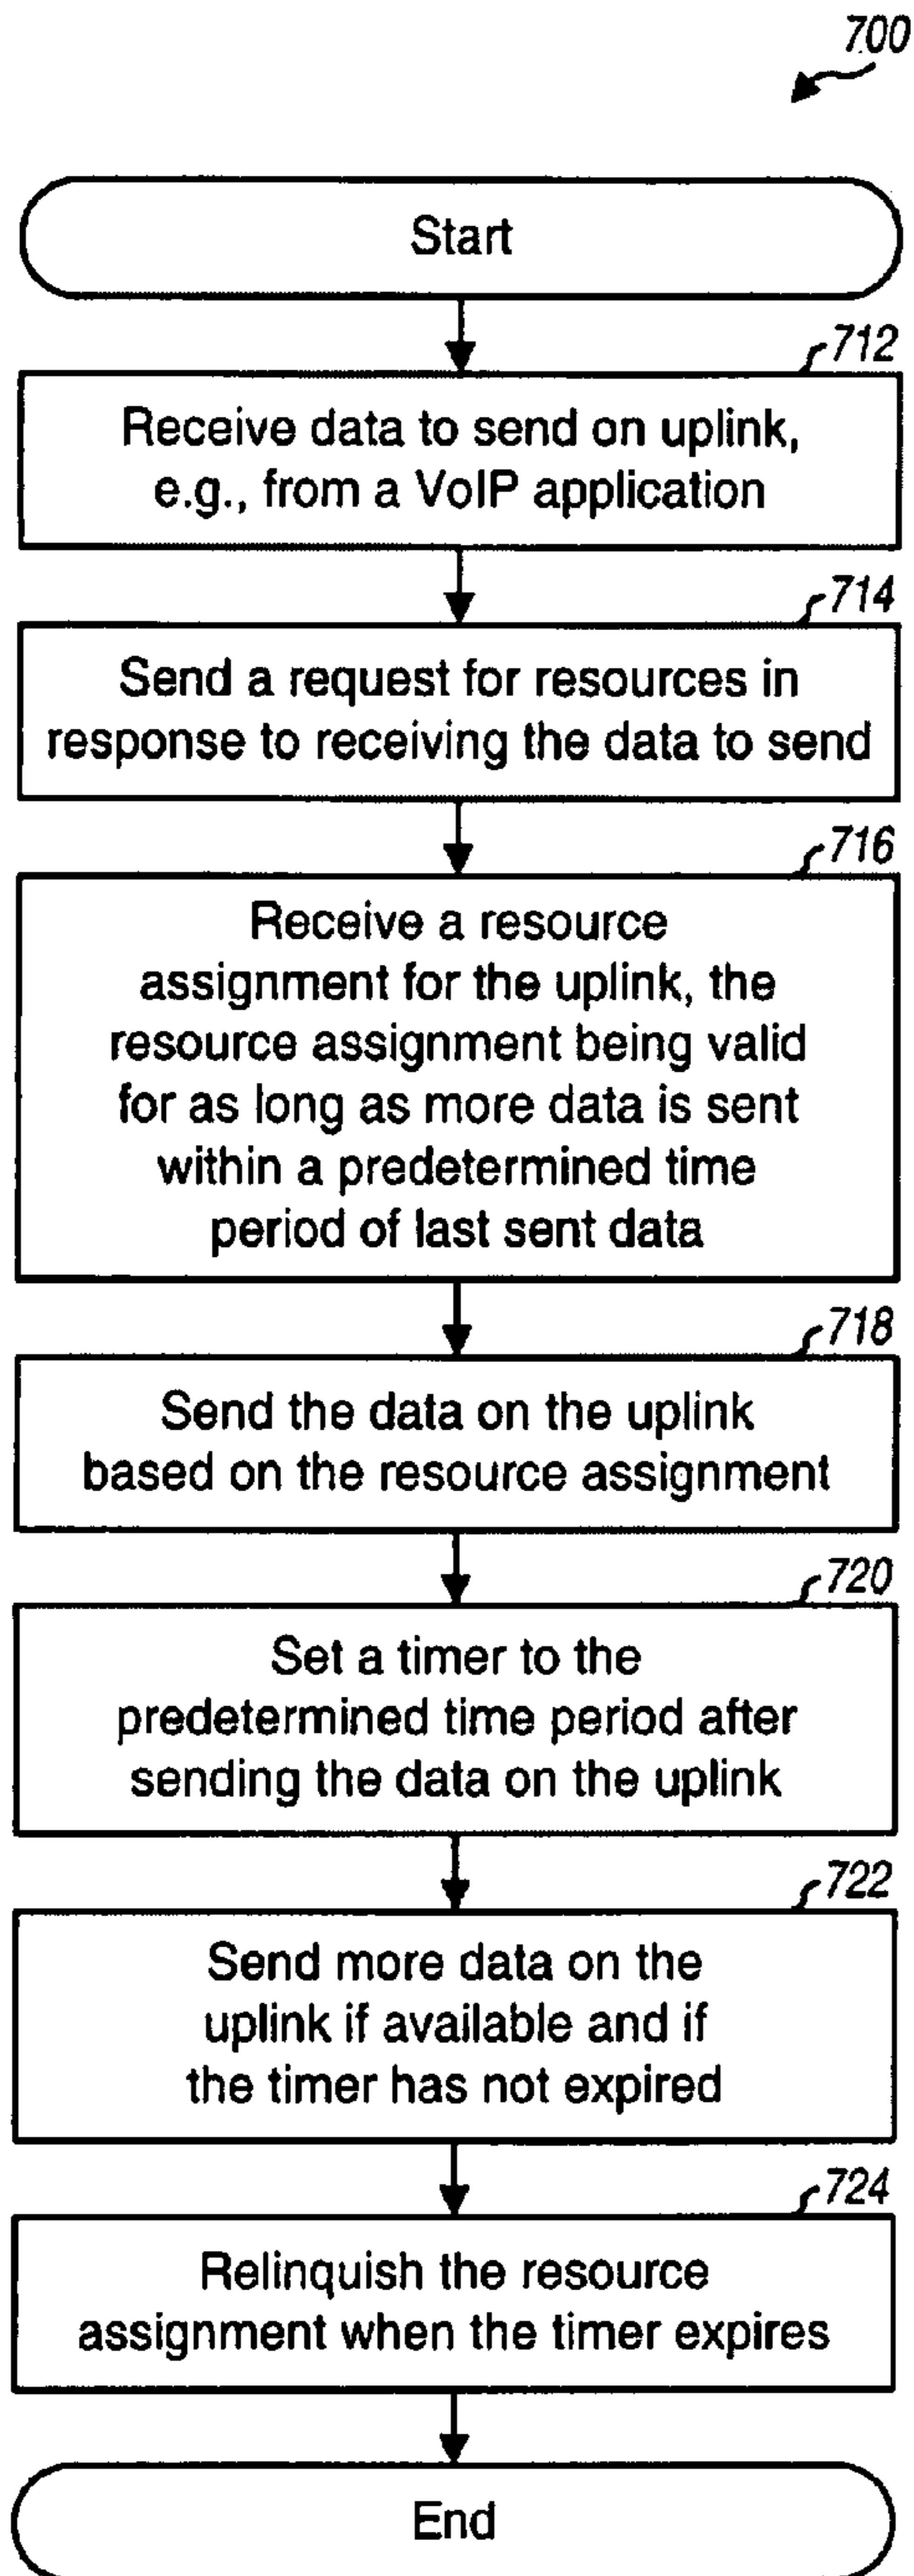 700
Start
712
Receive data to send on uplink,
e.g., from a VoIP application
714
Send a request for resources in
response to receiving the data to send
716
Receive a resource
assignment for the uplink, the
resource assignment being valid
for as long as more data is sent
within a predetermined time
period of last sent data
718
Send the data on the uplink
based on the resource assignment
720
Set a timer to the
predetermined time period after
sending the data on the uplink
722
Send more data on the
uplink if available and if
the timer has not expired
724
Relinquish the resource
assignment when the timer expires
End